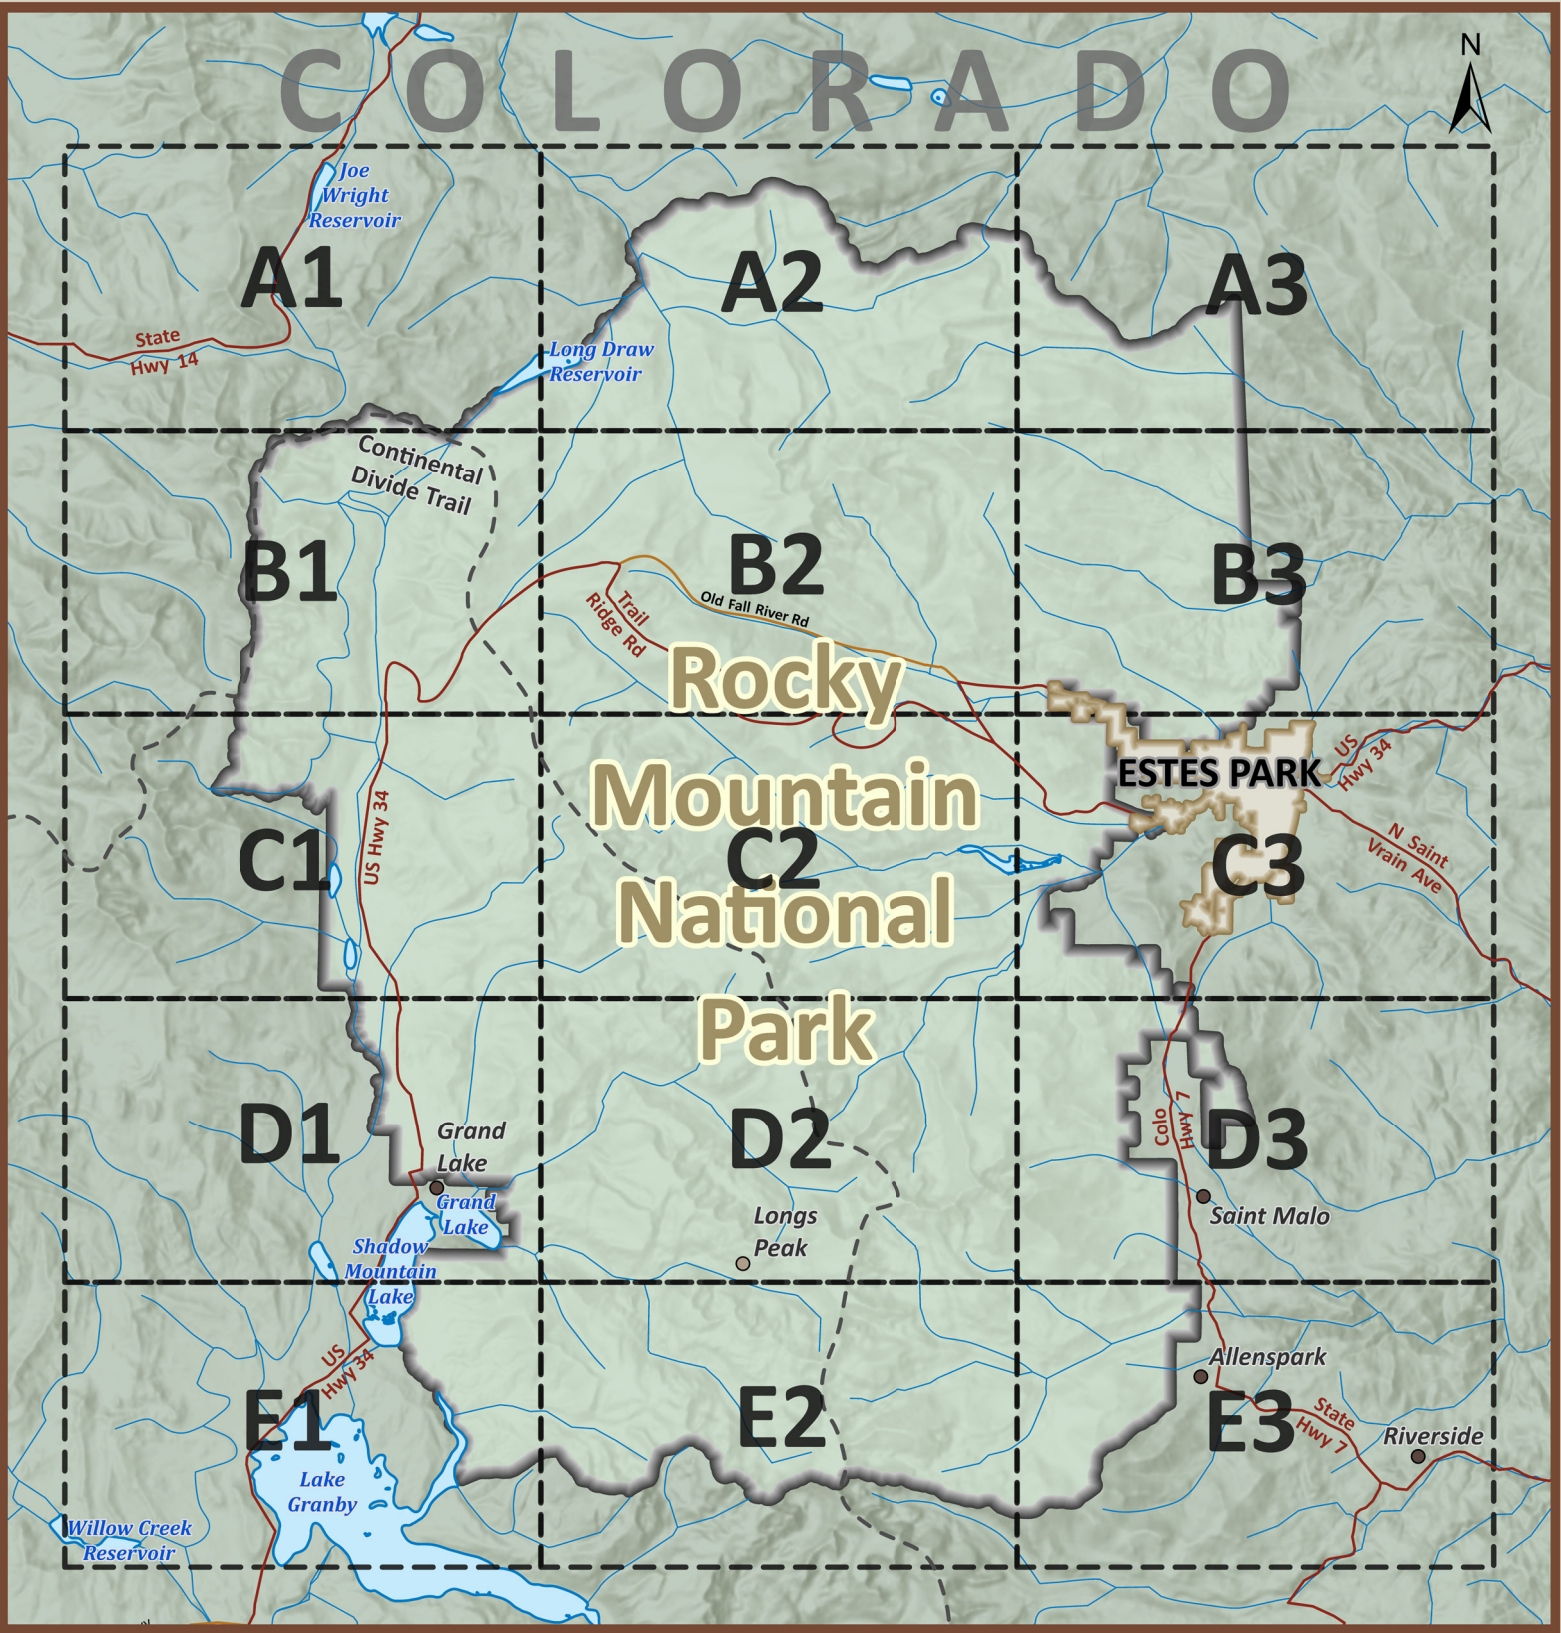 COLORADO
N
Joe
Wright
Reservoir
A1
A2
A3
State
Hwy 14
Long Draw
Reservoir
Continental
Divide Trail
B1
B2
B3
Old Fall River Rd
Trail
Ridge Rd
Rocky
Mountain
National
Park
ESTES PARK
US
Hwy 34
US Hwy 34
C1
C2
C3
N Saint
Vrain Ave
D1
D2
D3
Colo
Hwy 7
Grand
Lake
Grand
Lake
Shadow
Mountain
Lake
Longs
Peak
Saint Malo
US
Hwy 34
Allenspark
E1
E2
E3
State
Hwy 7
Riverside
Lake
Granby
Willow Creek
Reservoir